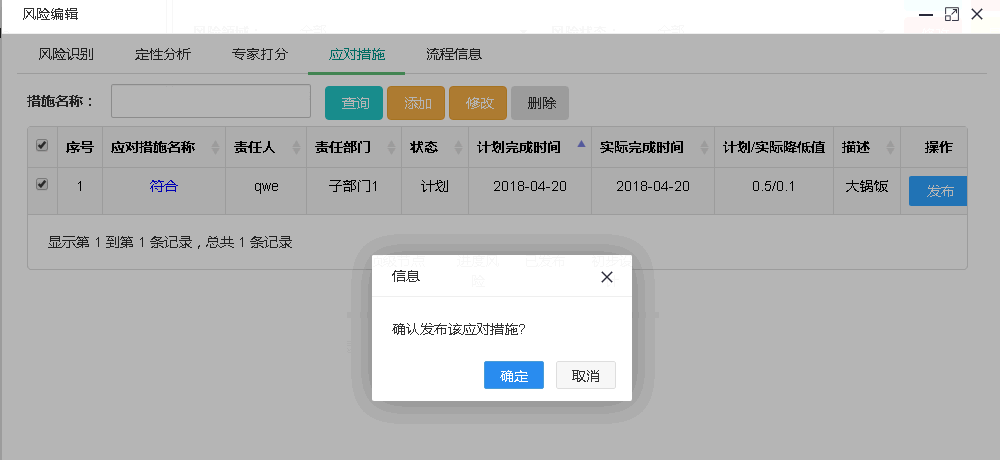 风险编辑
风险识别 定性分析 专家打分 应对措施 流程信息
措施名称： 查询 添加 修改 删除
序号 应对措施名称 责任人 责任部门 状态 计划完成时间 实际完成时间 计划/实际降低值 描述 操作
1 符合 qwe 子部门1 计划 2018-04-20 2018-04-20 0.5/0.1 大锅饭 发布
显示第 1 到第 1 条记录，总共 1 条记录
信息
确认发布该应对措施?
确定 取消